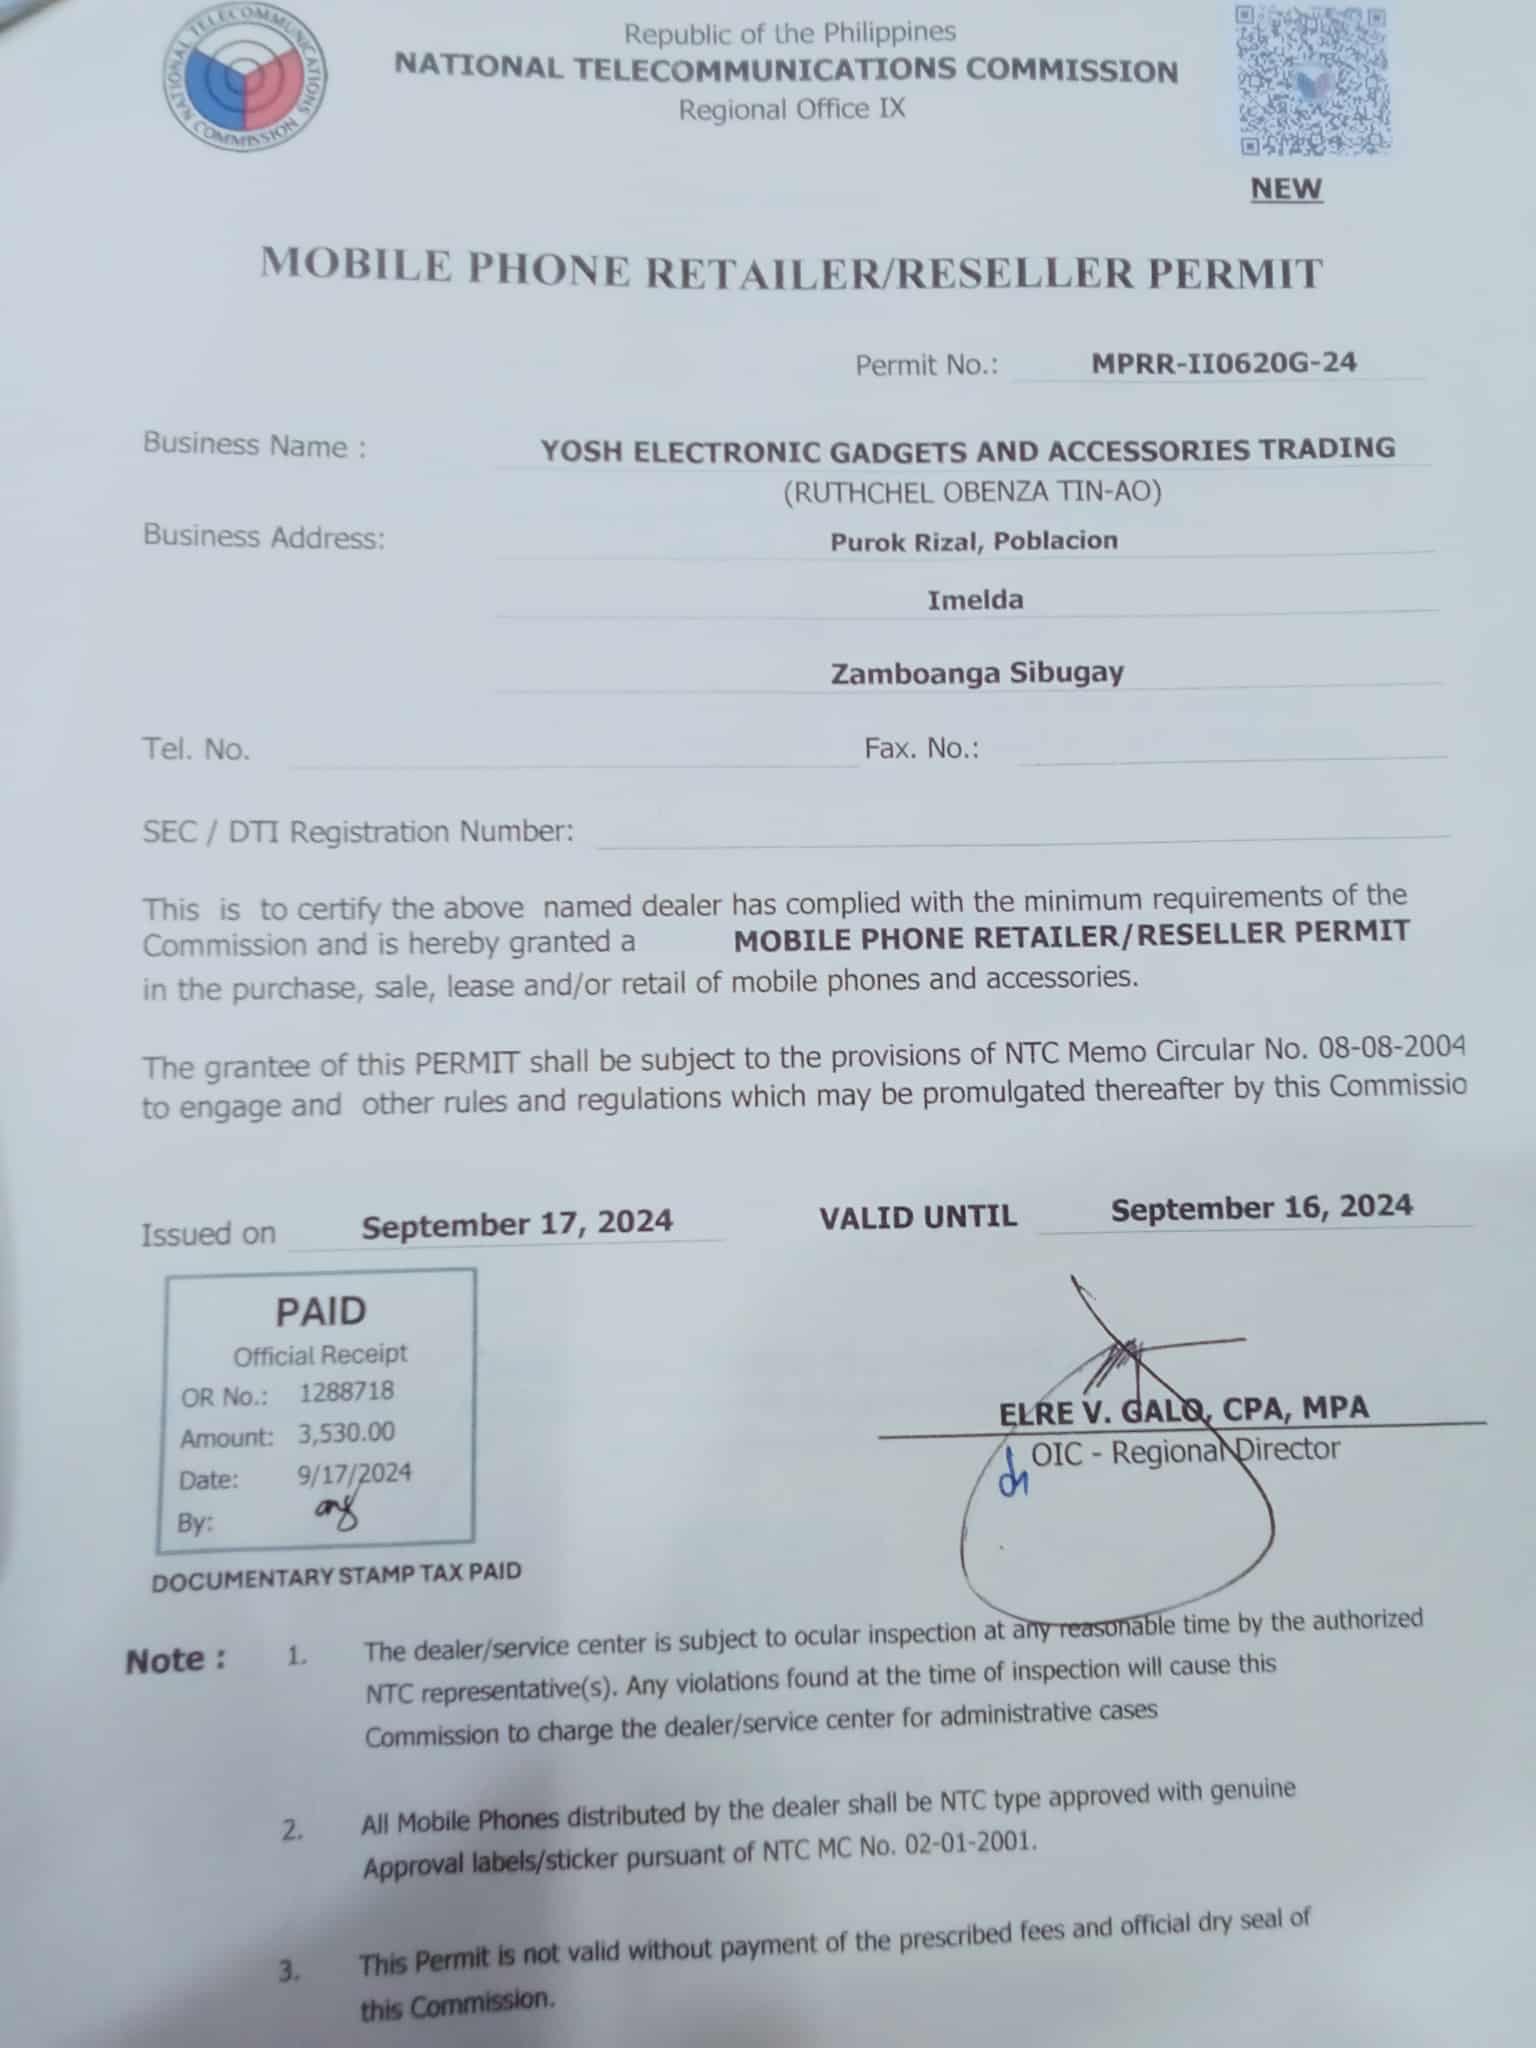 NATIONAL TELECOMMUNICATIONS COMMISSION
Republic of the Philippines
NATIONAL TELECOMMUNICATIONS COMMISSION
Regional Office IX
NEW
MOBILE PHONE RETAILER/RESELLER PERMIT
Permit No.: MPRR-II0620G-24
Business Name : YOSH ELECTRONIC GADGETS AND ACCESSORIES TRADING
(RUTHCHEL OBENZA TIN-AO)
Business Address: Purok Rizal, Poblacion
Imelda
Zamboanga Sibugay
Tel. No. Fax. No.:
SEC / DTI Registration Number:
This is to certify the above named dealer has complied with the minimum requirements of the
Commission and is hereby granted a MOBILE PHONE RETAILER/RESELLER PERMIT
in the purchase, sale, lease and/or retail of mobile phones and accessories.
The grantee of this PERMIT shall be subject to the provisions of NTC Memo Circular No. 08-08-2004
to engage and other rules and regulations which may be promulgated thereafter by this Commissio
Issued on September 17, 2024 VALID UNTIL September 16, 2024
PAID
Official Receipt
OR No.: 1288718
Amount: 3,530.00
Date: 9/17/2024
By:
DOCUMENTARY STAMP TAX PAID
ELRE V. GALO, CPA, MPA
OIC - Regional Director
Note : 1. The dealer/service center is subject to ocular inspection at any reasonable time by the authorized
NTC representative(s). Any violations found at the time of inspection will cause this
Commission to charge the dealer/service center for administrative cases
2. All Mobile Phones distributed by the dealer shall be NTC type approved with genuine
Approval labels/sticker pursuant of NTC MC No. 02-01-2001.
3. This Permit is not valid without payment of the prescribed fees and official dry seal of
this Commission.